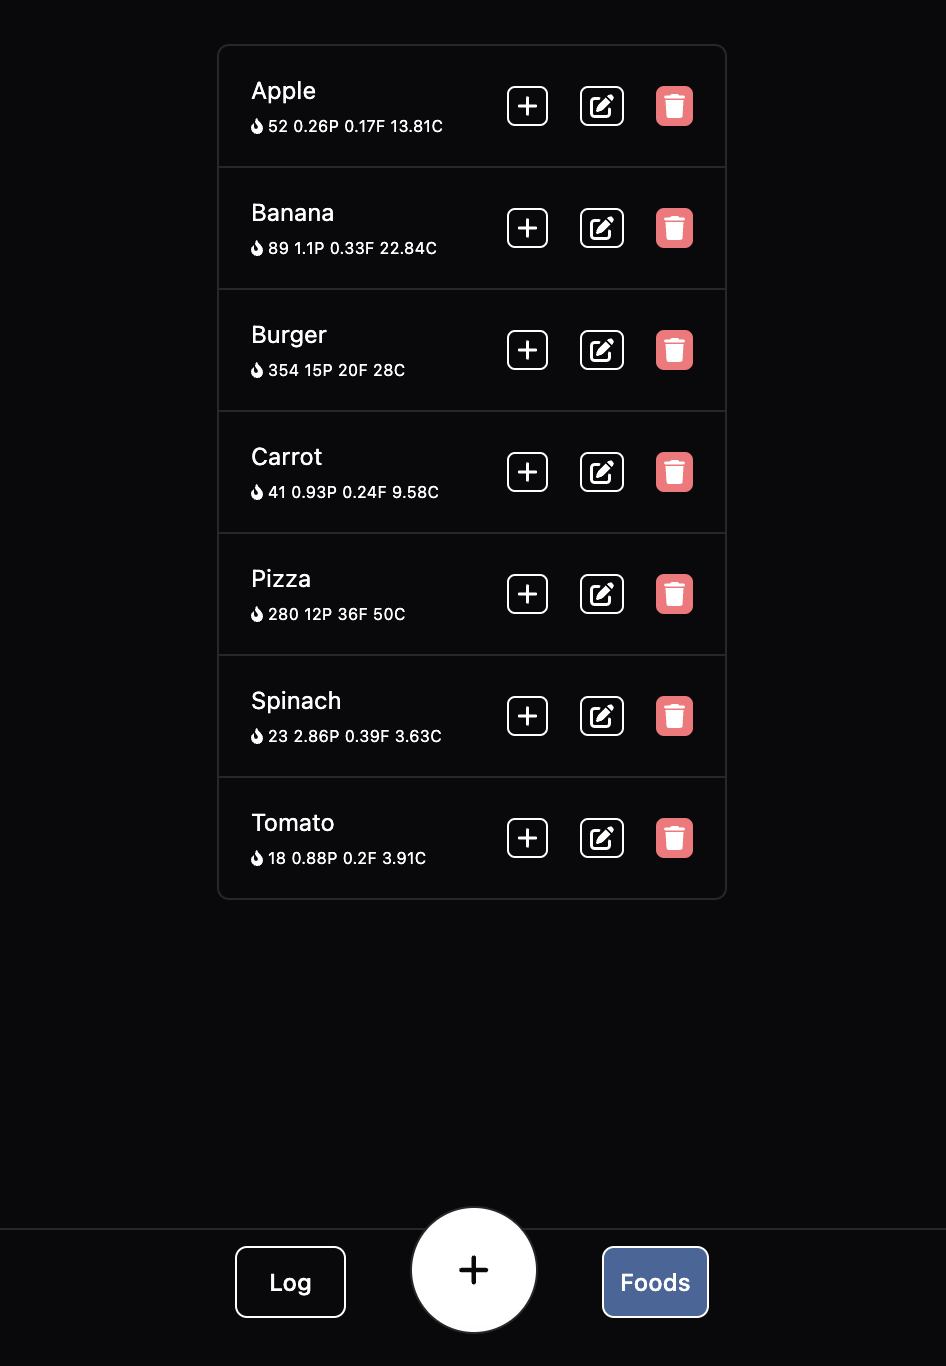 Apple
52 0.26P 0.17F 13.81C
Banana
89 1.1P 0.33F 22.84C
Burger
354 15P 20F 28C
Carrot
41 0.93P 0.24F 9.58C
Pizza
280 12P 36F 50C
Spinach
23 2.86P 0.39F 3.63C
Tomato
18 0.88P 0.2F 3.91C
Log
Foods